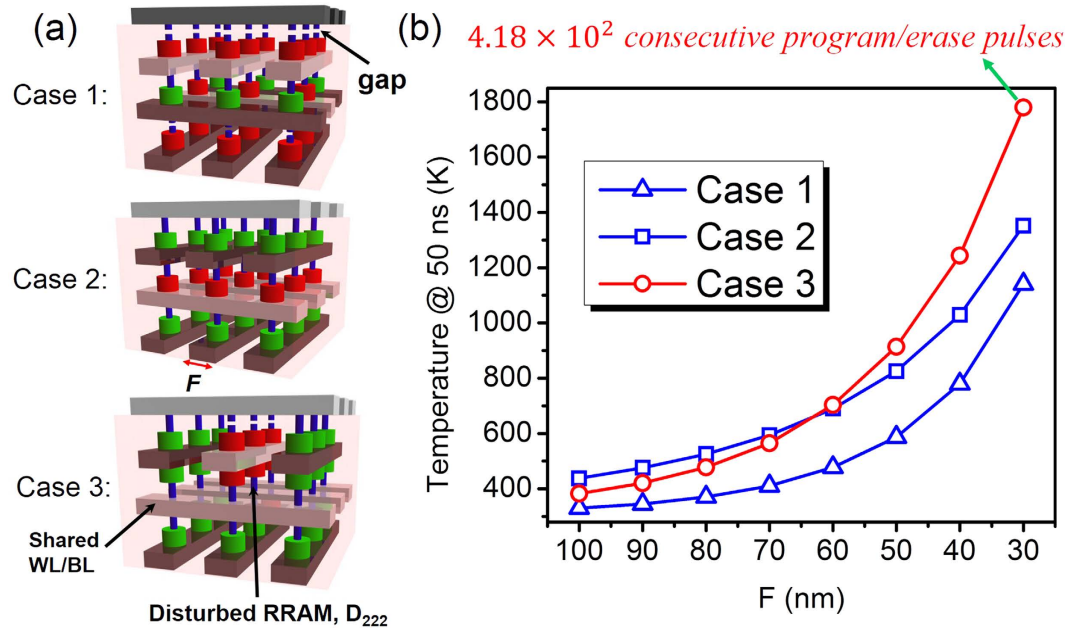 (a)
gap
Case 1:
Case 2:
F
Case 3:
Shared
WL/BL
Disturbed RRAM, D₂₂₂
(b)
4.18 × 10² consecutive program/erase pulses
Temperature @ 50 ns (K)
1800
1600
1400
1200
1000
800
600
400
Case 1
Case 2
Case 3
100 90 80 70 60 50 40 30
F (nm)